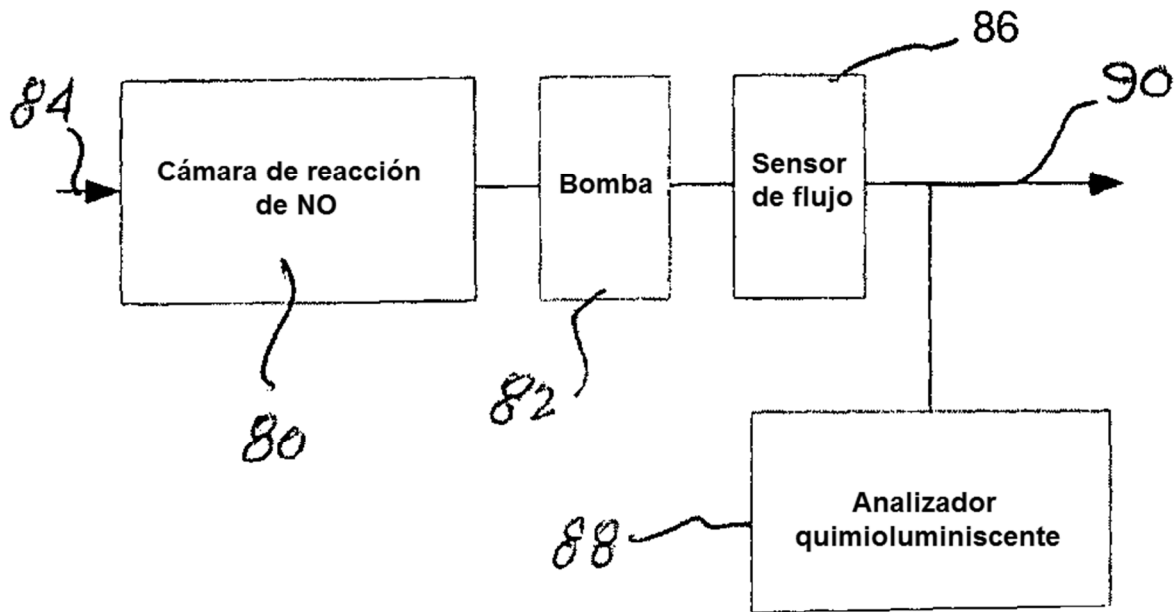 86
84
90
Cámara de reacción
de NO
Bomba
Sensor
de flujo
82
80
Analizador
quimioluminiscente
88